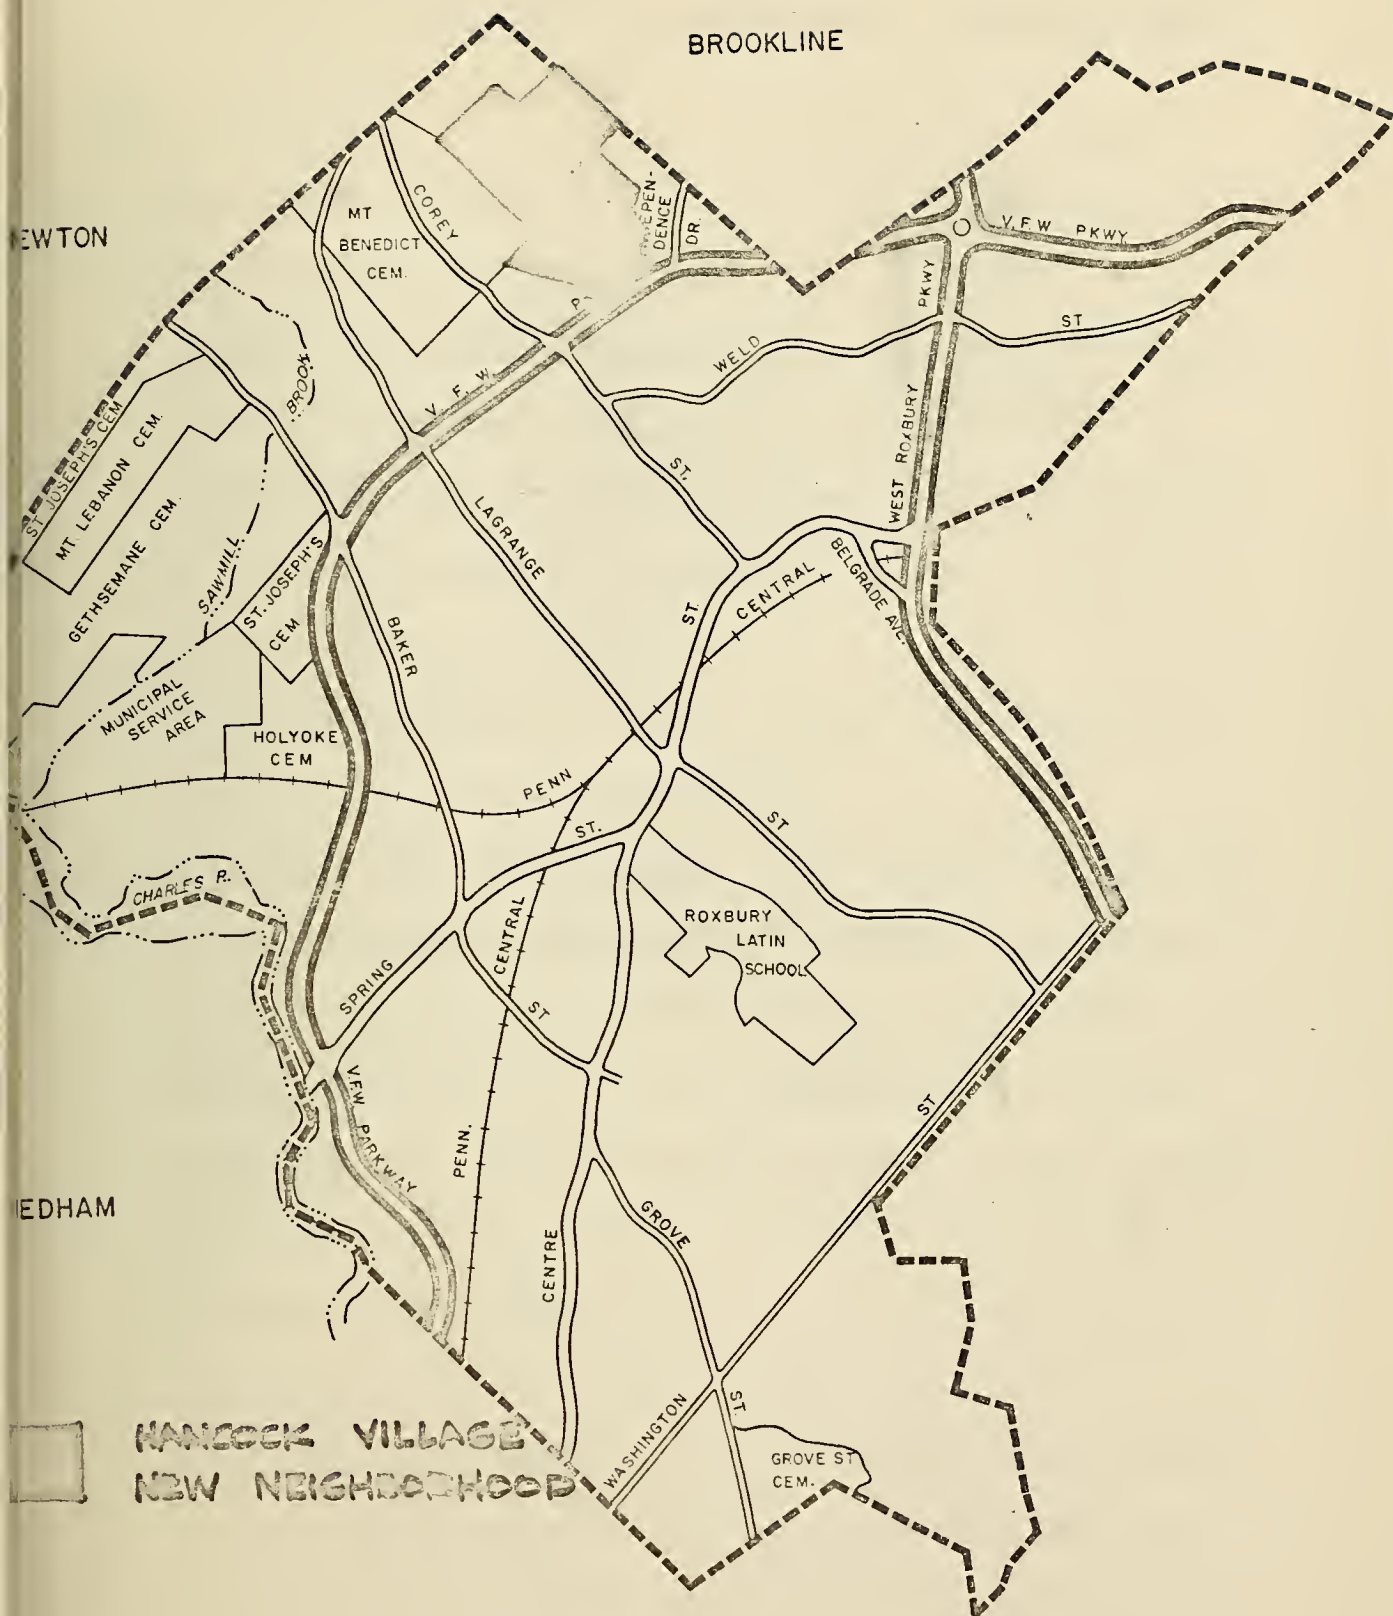 BROOKLINE
EWTON
MT
BENEDICT
CEM.
COREY
EPEN-
DENCE
DR.
V.F.W. PKWY
PKWY
ST
WELD
BROOK
V. F. W.
P
ST. JOSEPH'S CEM
MT. LEBANON CEM.
GETHSEMANE CEM.
SAWMILL
ST. JOSEPH'S
CEM
LAGRANGE
ST.
WEST ROXBURY
BELGRADE AVE.
CENTRAL
ST.
BAKER
MUNICIPAL
SERVICE
AREA
HOLYOKE
CEM
PENN
ST.
ST
CHARLES R.
CENTRAL
ROXBURY
LATIN
SCHOOL
SPRING
ST
V.F.W. PARKWAY
PENN.
ST
EDHAM
CENTRE
GROVE
HANCOCK VILLAGE
NEW NEIGHBORHOOD
WASHINGTON
ST.
GROVE ST
CEM.